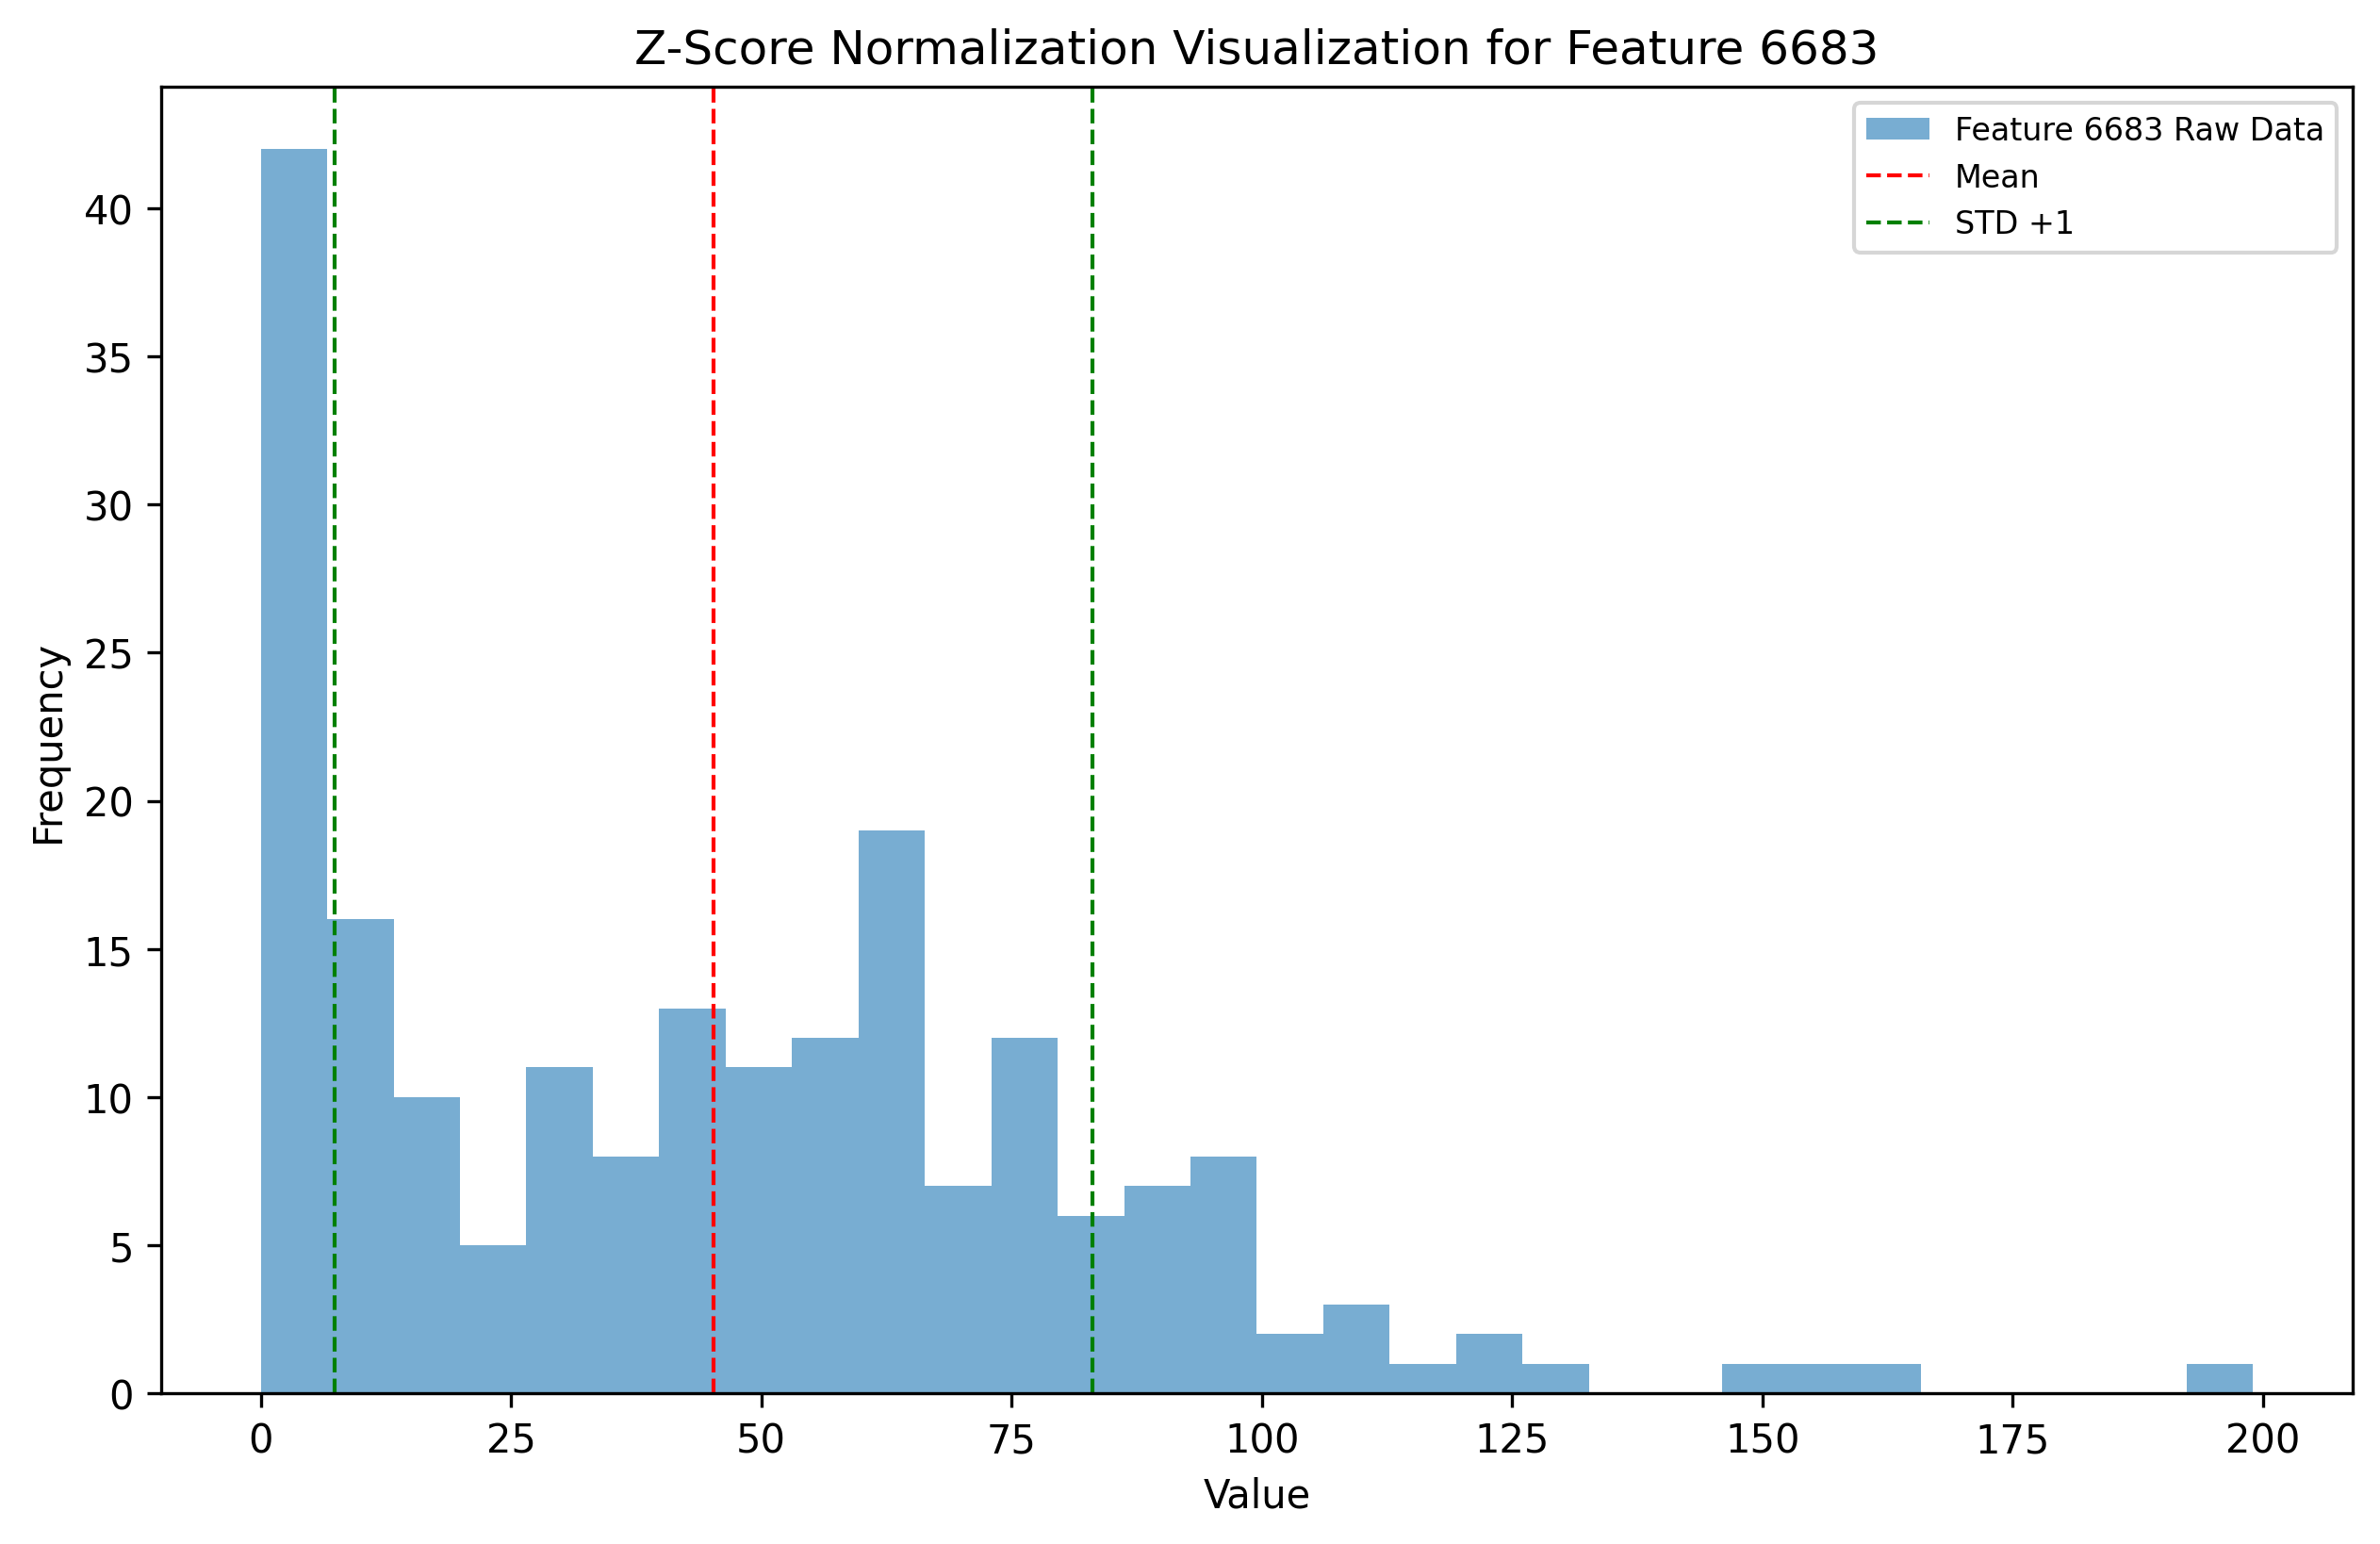 Z-Score Normalization Visualization for Feature 6683
Feature 6683 Raw Data
Mean
STD +1
Frequency
40
35
30
25
20
15
10
5
0
0 25 50 75 100 125 150 175 200
Value